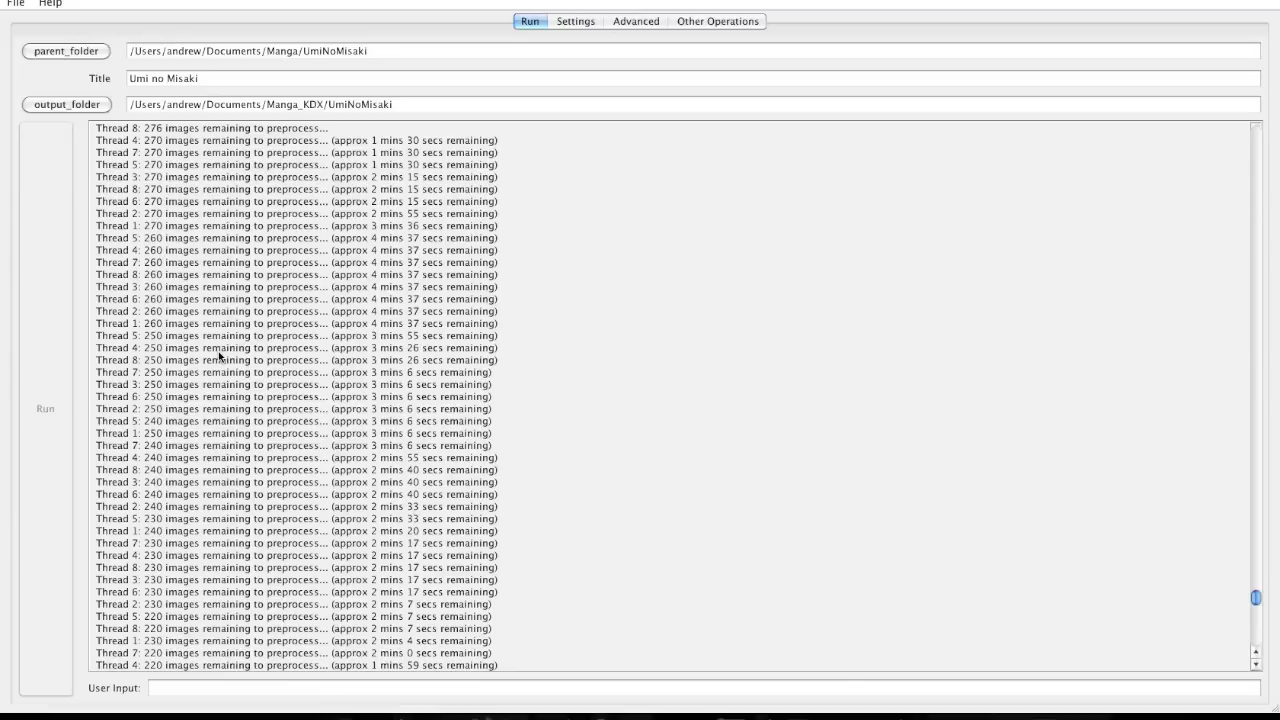 File Help
Run Settings Advanced Other Operations
parent_folder /Users/andrew/Documents/Manga/UmiNoMisaki
Title Umi no Misaki
output_folder /Users/andrew/Documents/Manga_KDX/UmiNoMisaki
Thread 8: 276 images remaining to preprocess...
Thread 4: 270 images remaining to preprocess... (approx 1 mins 30 secs remaining)
Thread 7: 270 images remaining to preprocess... (approx 1 mins 30 secs remaining)
Thread 5: 270 images remaining to preprocess... (approx 1 mins 30 secs remaining)
Thread 3: 270 images remaining to preprocess... (approx 2 mins 15 secs remaining)
Thread 8: 270 images remaining to preprocess... (approx 2 mins 15 secs remaining)
Thread 6: 270 images remaining to preprocess... (approx 2 mins 15 secs remaining)
Thread 2: 270 images remaining to preprocess... (approx 2 mins 55 secs remaining)
Thread 1: 270 images remaining to preprocess... (approx 3 mins 36 secs remaining)
Thread 5: 260 images remaining to preprocess... (approx 4 mins 37 secs remaining)
Thread 4: 260 images remaining to preprocess... (approx 4 mins 37 secs remaining)
Thread 7: 260 images remaining to preprocess... (approx 4 mins 37 secs remaining)
Thread 8: 260 images remaining to preprocess... (approx 4 mins 37 secs remaining)
Thread 3: 260 images remaining to preprocess... (approx 4 mins 37 secs remaining)
Thread 6: 260 images remaining to preprocess... (approx 4 mins 37 secs remaining)
Thread 2: 260 images remaining to preprocess... (approx 4 mins 37 secs remaining)
Thread 1: 260 images remaining to preprocess... (approx 4 mins 37 secs remaining)
Thread 5: 250 images remaining to preprocess... (approx 3 mins 55 secs remaining)
Thread 4: 250 images remaining to preprocess... (approx 3 mins 26 secs remaining)
Thread 8: 250 images remaining to preprocess... (approx 3 mins 26 secs remaining)
Thread 7: 250 images remaining to preprocess... (approx 3 mins 6 secs remaining)
Thread 3: 250 images remaining to preprocess... (approx 3 mins 6 secs remaining)
Thread 6: 250 images remaining to preprocess... (approx 3 mins 6 secs remaining)
Thread 2: 250 images remaining to preprocess... (approx 3 mins 6 secs remaining)
Thread 5: 240 images remaining to preprocess... (approx 3 mins 6 secs remaining)
Thread 1: 250 images remaining to preprocess... (approx 3 mins 6 secs remaining)
Thread 7: 240 images remaining to preprocess... (approx 3 mins 6 secs remaining)
Thread 4: 240 images remaining to preprocess... (approx 2 mins 55 secs remaining)
Thread 8: 240 images remaining to preprocess... (approx 2 mins 40 secs remaining)
Thread 3: 240 images remaining to preprocess... (approx 2 mins 40 secs remaining)
Thread 6: 240 images remaining to preprocess... (approx 2 mins 40 secs remaining)
Thread 2: 240 images remaining to preprocess... (approx 2 mins 33 secs remaining)
Thread 5: 230 images remaining to preprocess... (approx 2 mins 33 secs remaining)
Thread 1: 240 images remaining to preprocess... (approx 2 mins 20 secs remaining)
Thread 7: 230 images remaining to preprocess... (approx 2 mins 17 secs remaining)
Thread 4: 230 images remaining to preprocess... (approx 2 mins 17 secs remaining)
Thread 8: 230 images remaining to preprocess... (approx 2 mins 17 secs remaining)
Thread 3: 230 images remaining to preprocess... (approx 2 mins 17 secs remaining)
Thread 6: 230 images remaining to preprocess... (approx 2 mins 17 secs remaining)
Thread 2: 230 images remaining to preprocess... (approx 2 mins 7 secs remaining)
Thread 5: 220 images remaining to preprocess... (approx 2 mins 7 secs remaining)
Thread 8: 220 images remaining to preprocess... (approx 2 mins 7 secs remaining)
Thread 1: 230 images remaining to preprocess... (approx 2 mins 4 secs remaining)
Thread 7: 220 images remaining to preprocess... (approx 2 mins 0 secs remaining)
Thread 4: 220 images remaining to preprocess... (approx 1 mins 59 secs remaining)
Run
User Input: